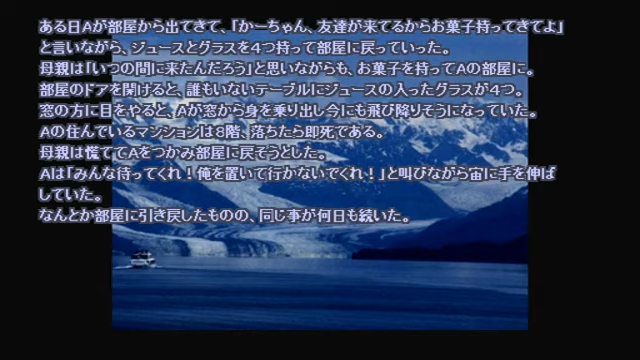 ある日Aが部屋から出てきて、「かーちゃん、友達が来てるからお菓子持ってきてよ」
と言いながら、ジュースとグラスを4つ持って部屋に戻っていった。
母親は「いつの間に来たんだろう」と思いながらも、お菓子を持ってAの部屋に。
部屋のドアを開けると、誰もいないテーブルにジュースの入ったグラスが4つ。
窓の方に目をやると、Aが窓から身を乗り出し今にも飛び降りそうになっていた。
Aの住んでいるマンションは8階、落ちたら即死である。
母親は慌ててAをつかみ部屋に戻そうとした。
Aは「みんな待ってくれ！俺を置いて行かないでくれ！」と叫びながら宙に手を伸ば
していた。
なんとか部屋に引き戻したものの、同じ事が何日も続いた。